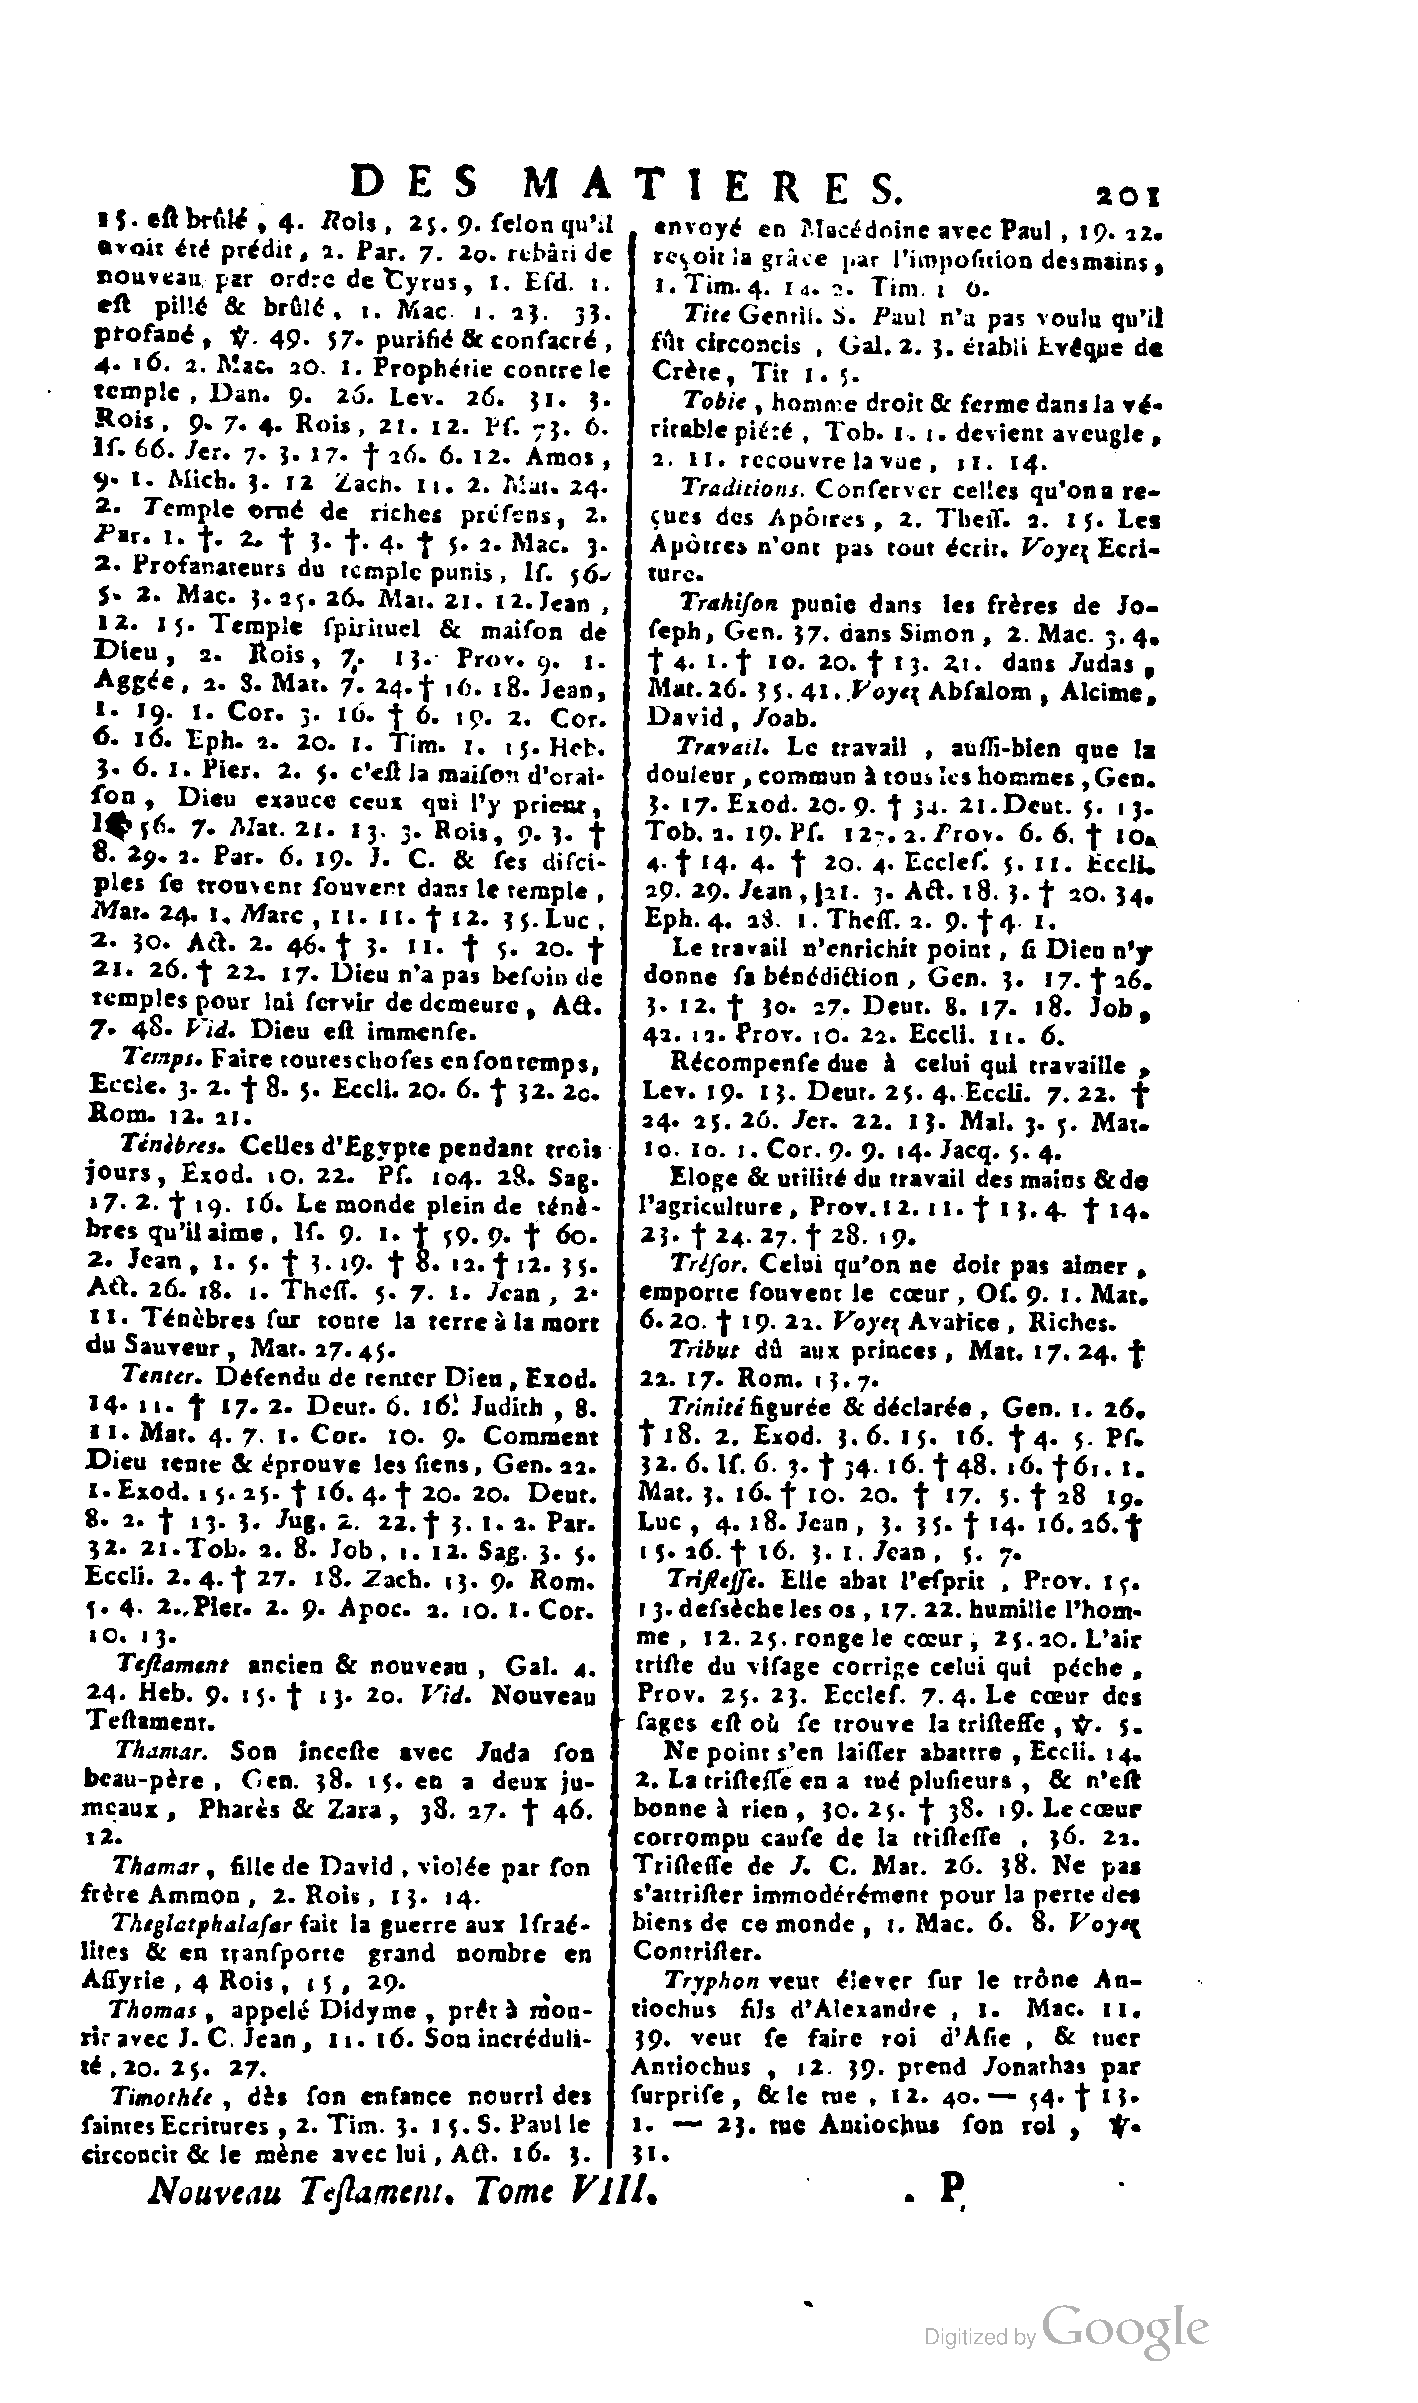 DES MATIERES. 201
15. eſt brûlé, 4. Rois, 25. 9. ſelon qu'il
avoit été prédit, 2. Par. 7. 20. rebâti de
nouveau par ordre de Cyrus, 1. Eſd. 1.
eſt pillé & brûlé, 1. Mac. 1. 23. 33.
profané, ℣. 49. 57. purifié & conſacré,
4. 16. 2. Mac. 20. 1. Prophétie contre le
temple, Dan. 9. 26. Lev. 26. 31. 3.
Rois, 9. 7. 4. Rois, 21. 12. Pſ. 73. 6.
Iſ. 66. Jer. 7. 3. 17. † 26. 6. 12. Amos,
9. 1. Mich. 3. 12 Zach. 11. 2. Mat. 24.
2. Temple orné de riches préſens, 2.
Par. 1. †. 2. † 3. †. 4. † 5. 2. Mac. 3.
2. Profanateurs du temple punis, Iſ. 56.
5. 2. Mac. 3. 25. 26. Mat. 21. 12. Jean,
12. 15. Temple ſpirituel & maiſon de
Dieu, 2. Rois, 7. 13. Prov. 9. 1.
Aggée, 2. 8. Mat. 7. 24. † 16. 18. Jean,
1. 19. 1. Cor. 3. 16. † 6. 19. 2. Cor.
6. 16. Eph. 2. 20. 1. Tim. 1. 15. Heb.
3. 6. 1. Pier. 2. 5. c'eſt la maiſon d'orai-
ſon, Dieu exauce ceux qui l'y prient,
56. 7. Mat. 21. 13. 3. Rois, 9. 3. †
8. 29. 2. Par. 6. 19. J. C. & ſes diſci-
ples ſe trouvent ſouvent dans le temple,
Mat. 24. 1. Marc, 11. 11. † 12. 35. Luc,
2. 30. Act. 2. 46. † 3. 11. † 5. 20. †
21. 26. † 22. 17. Dieu n'a pas beſoin de
temples pour lui ſervir de demeure, Act.
7. 48. Vid. Dieu eſt immenſe.
Temps. Faire toutes choſes en ſon temps,
Eccle. 3. 2. † 8. 5. Eccli. 20. 6. † 32. 20.
Rom. 12. 21.
Ténèbres. Celles d'Egypte pendant trois
jours, Exod. 10. 22. Pſ. 104. 28. Sag.
17. 2. † 19. 16. Le monde plein de ténè-
bres qu'il aime, Iſ. 9. 1. † 59. 9. † 60.
2. Jean, 1. 5. † 3. 19. † 8. 12. † 12. 35.
Act. 26. 18. 1. Theſſ. 5. 7. 1. Jean, 2.
11. Ténèbres ſur toute la terre à la mort
du Sauveur, Mat. 27. 45.
Tenter. Défendu de tenter Dieu, Exod.
14. 11. † 17. 2. Deut. 6. 16. Judith, 8.
11. Mat. 4. 7. 1. Cor. 10. 9. Comment
Dieu tente & éprouve les ſiens, Gen. 22.
1. Exod. 15. 25. † 16. 4. † 20. 20. Deut.
8. 2. † 13. 3. Jug. 2. 22. † 3. 1. 2. Par.
32. 21. Tob. 2. 8. Job, 1. 12. Sag. 3. 5.
Eccli. 2. 4. † 27. 18. Zach. 13. 9. Rom.
5. 4. 2. Pier. 2. 9. Apoc. 2. 10. 1. Cor.
10. 13.
Teſtament ancien & nouveau, Gal. 4.
24. Heb. 9. 15. † 13. 20. Vid. Nouveau
Teſtament.
Thamar. Son inceſte avec Juda ſon
beau-père, Gen. 38. 15. en a deux ju-
meaux, Pharès & Zara, 38. 27. † 46.
12.
Thamar, fille de David, violée par ſon
frère Ammon, 2. Rois, 13. 14.
Theglatphalaſar fait la guerre aux Iſraé-
lites & en tranſporte grand nombre en
Aſſyrie, 4 Rois, 15, 29.
Thomas, appelé Didyme, prêt à mou-
rir avec J. C. Jean, 11. 16. Son incréduli-
té, 20. 25. 27.
Timothée, dès ſon enfance nourri des
ſaintes Ecritures, 2. Tim. 3. 15. S. Paul le
circoncit & le mène avec lui, Act. 16. 3.
envoyé en Macédoine avec Paul, 19. 22.
reçoit la grâce par l'impoſition des mains,
1. Tim. 4. 14. 2. Tim. 1 6.
Tite Gentil. S. Paul n'a pas voulu qu'il
fût circoncis, Gal. 2. 3. établi Evêque de
Crète, Tit 1. 5.
Tobie, homme droit & ferme dans la vé-
ritable piété, Tob. 1. 1. devient aveugle,
2. 11. recouvre la vue, 11. 14.
Traditions. Conſerver celles qu'on a re-
çues des Apôtres, 2. Theſſ. 2. 15. Les
Apôtres n'ont pas tout écrit. Voyez Ecri-
ture.
Trahiſon punie dans les frères de Jo-
ſeph, Gen. 37. dans Simon, 2. Mac. 3. 4.
† 4. 1. † 10. 20. † 13. 21. dans Judas,
Mat. 26. 35. 41. Voyez Abſalom, Alcime,
David, Joab.
Travail. Le travail, auſſi-bien que la
douleur, commun à tous les hommes, Gen.
3. 17. Exod. 20. 9. † 34. 21. Deut. 5. 13.
Tob. 2. 19. Pſ. 127. 2. Prov. 6. 6. † 10.
4. † 14. 4. † 20. 4. Eccleſ. 5. 11. Eccli.
29. 29. Jean, 21. 3. Act. 18. 3. † 20. 34.
Eph. 4. 28. 1. Theſſ. 2. 9. † 4. 1.
Le travail n'enrichit point, ſi Dieu n'y
donne ſa bénédiction, Gen. 3. 17. † 26.
3. 12. † 30. 27. Deut. 8. 17. 18. Job,
42. 12. Prov. 10. 22. Eccli. 11. 6.
Récompenſe due à celui qui travaille,
Lev. 19. 13. Deut. 25. 4. Eccli. 7. 22. †
24. 25. 26. Jer. 22. 13. Mal. 3. 5. Mat.
10. 10. 1. Cor. 9. 9. 14. Jacq. 5. 4.
Eloge & utilité du travail des mains & de
l'agriculture, Prov. 12. 11. † 13. 4. † 14.
23. † 24. 27. † 28. 19.
Tréſor. Celui qu'on ne doit pas aimer,
emporte ſouvent le cœur, Oſ. 9. 1. Mat.
6. 20. † 19. 22. Voyez Avarice, Riches.
Tribut dû aux princes, Mat. 17. 24. †
22. 17. Rom. 13. 7.
Trinité figurée & déclarée, Gen. 1. 26.
† 18. 2. Exod. 3. 6. 15. 16. † 4. 5. Pſ.
32. 6. Iſ. 6. 3. † 34. 16. † 48. 16. † 61. 1.
Mat. 3. 16. † 10. 20. † 17. 5. † 28 19.
Luc, 4. 18. Jean, 3. 35. † 14. 16. 26. †
15. 26. † 16. 3. 1. Jean, 5. 7.
Triſteſſe. Elle abat l'eſprit, Prov. 15.
13. deſsèche les os, 17. 22. humilie l'hom-
me, 12. 25. ronge le cœur, 25. 20. L'air
triſte du viſage corrige celui qui péche,
Prov. 25. 23. Eccleſ. 7. 4. Le cœur des
ſages eſt où ſe trouve la triſteſſe, ℣. 5.
Ne point s'en laiſſer abattre, Eccli. 14.
2. La triſteſſe en a tué pluſieurs, & n'eſt
bonne à rien, 30. 25. † 38. 19. Le cœur
corrompu cauſe de la triſteſſe, 36. 22.
Triſteſſe de J. C. Mat. 26. 38. Ne pas
s'attriſter immodérément pour la perte des
biens de ce monde, 1. Mac. 6. 8. Voyez
Contriſter.
Tryphon veut élever ſur le trône An-
tiochus fils d'Alexandre, 1. Mac. 11.
39. veut ſe faire roi d'Aſie, & tuer
Antiochus, 12. 39. prend Jonathas par
ſurpriſe, & le tue, 12. 40. — 54. † 13.
1. — 23. tue Antiochus ſon roi, ℣.
31.
Nouveau Teſtament. Tome VIII. P
Digitized by Google